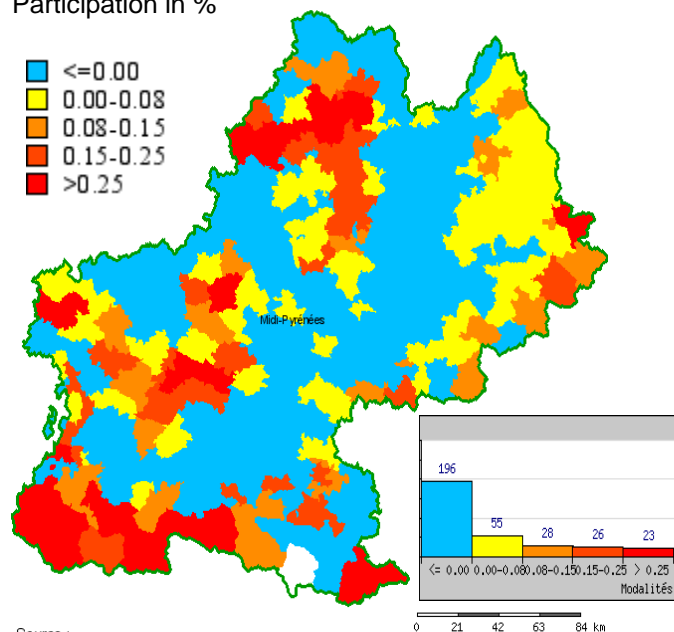 Participation in %
<=0.00
0.00-0.08
0.08-0.15
0.15-0.25
>0.25
Midi-Pyrénées
196
55
28
26
23
<= 0.00 0.00-0.08 0.08-0.15 0.15-0.25 > 0.25
Modalités
0 21 42 63 84 km
Source :